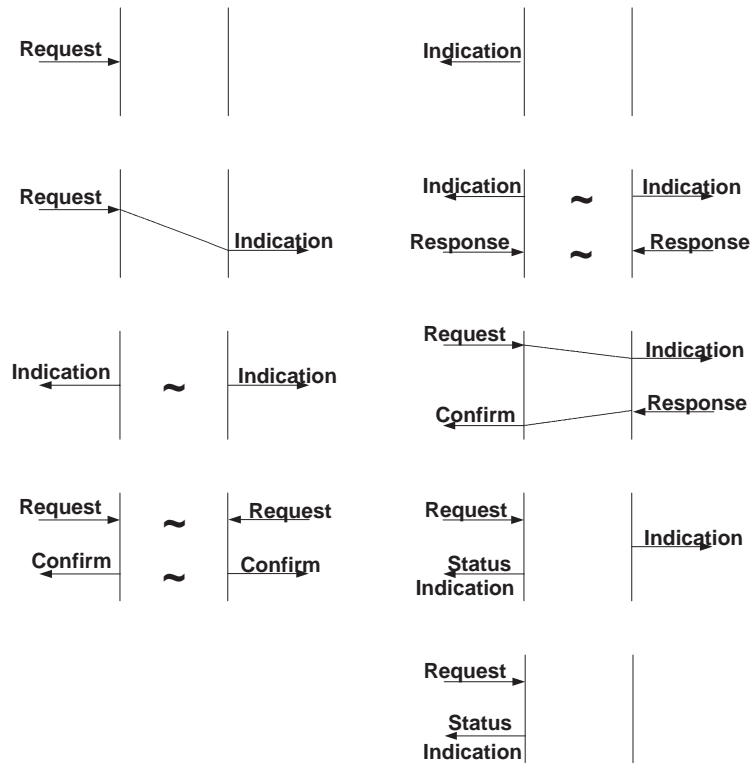 Request
Indication
Request
Indication
Indication
Indication
Response
Response
Indication
Indication
Request
Indication
Confirm
Response
Request
Request
Confirm
Confirm
Request
Indication
Status
Indication
Request
Status
Indication